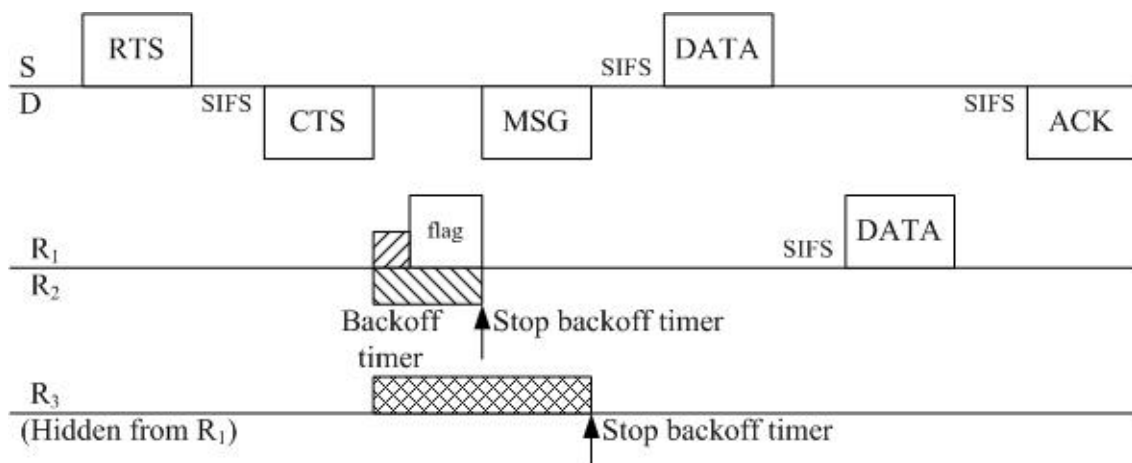 RTS
DATA
S
SIFS
D
SIFS
CTS
MSG
SIFS
ACK
flag
R1
SIFS
DATA
R2
Backoff
timer
Stop backoff timer
R3
(Hidden from R1)
Stop backoff timer